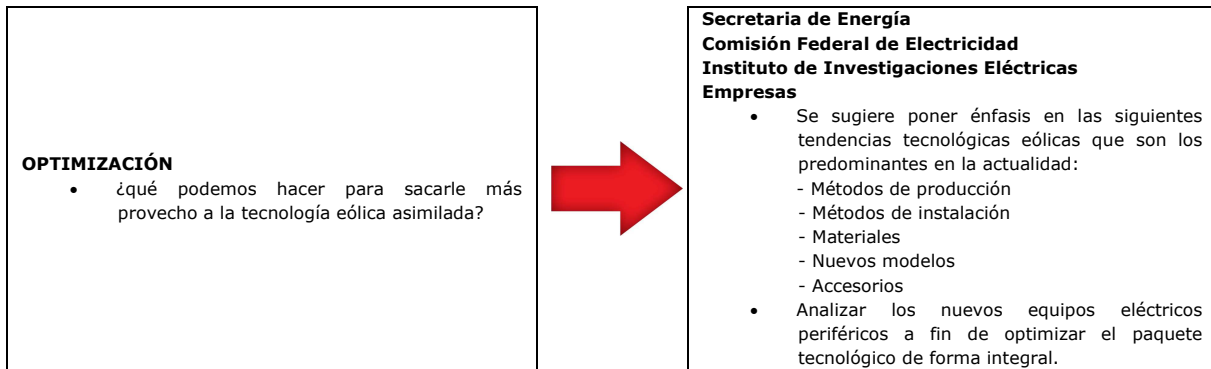 OPTIMIZACIÓN
• ¿qué podemos hacer para sacarle más
provecho a la tecnología eólica asimilada?
Secretaria de Energía
Comisión Federal de Electricidad
Instituto de Investigaciones Eléctricas
Empresas
• Se sugiere poner énfasis en las siguientes
tendencias tecnológicas eólicas que son los
predominantes en la actualidad:
- Métodos de producción
- Métodos de instalación
- Materiales
- Nuevos modelos
- Accesorios
• Analizar los nuevos equipos eléctricos
periféricos a fin de optimizar el paquete
tecnológico de forma integral.